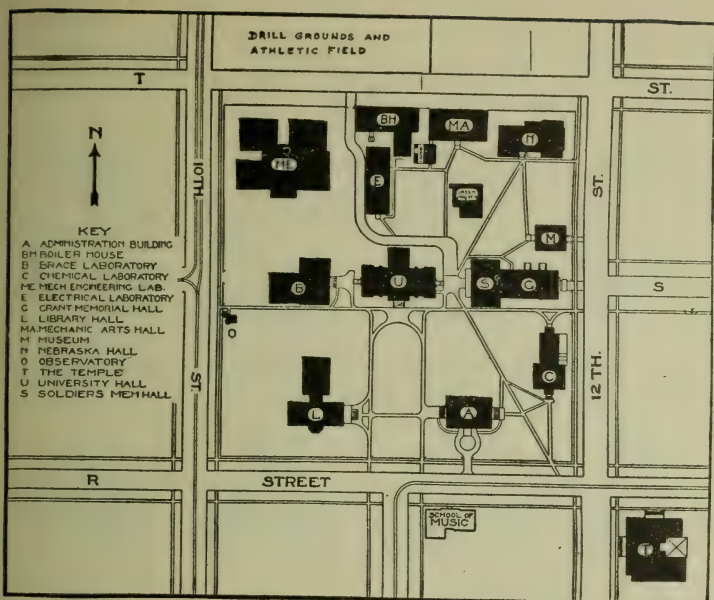 DRILL GROUNDS AND
ATHLETIC FIELD
T
ST.
N
10TH.
ST.
KEY
A ADMINISTRATION BUILDING
BH BOILER HOUSE
B BRACE LABORATORY
C CHEMICAL LABORATORY
ME MECH ENGINEERING LAB.
E ELECTRICAL LABORATORY
G GRANT MEMORIAL HALL
L LIBRARY HALL
MA. MECHANIC ARTS HALL
M MUSEUM
N NEBRASKA HALL
O OBSERVATORY
T THE TEMPLE
U UNIVERSITY HALL
S SOLDIERS MEM HALL
BH
MA
N
ME
E
M
B
U
S
G
O
C
L
A
ST.
S
12TH.
R
STREET
SCHOOL OF
MUSIC
T